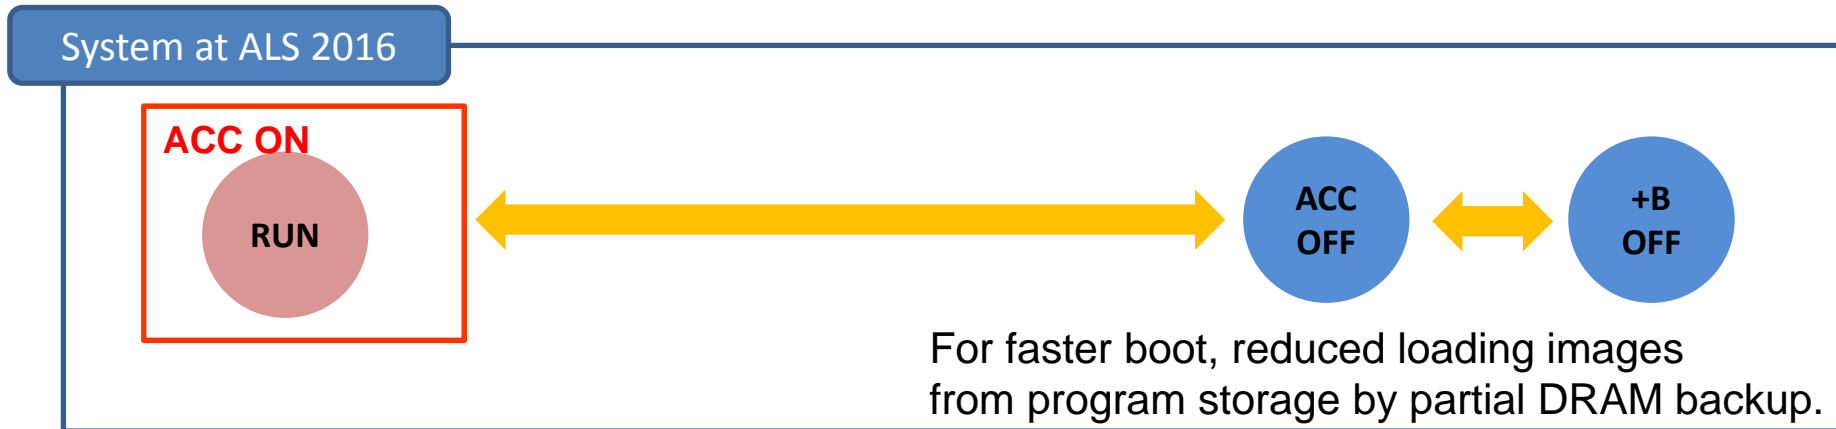 System at ALS 2016
ACC ON
RUN
ACC
OFF
+B
OFF
For faster boot, reduced loading images
from program storage by partial DRAM backup.